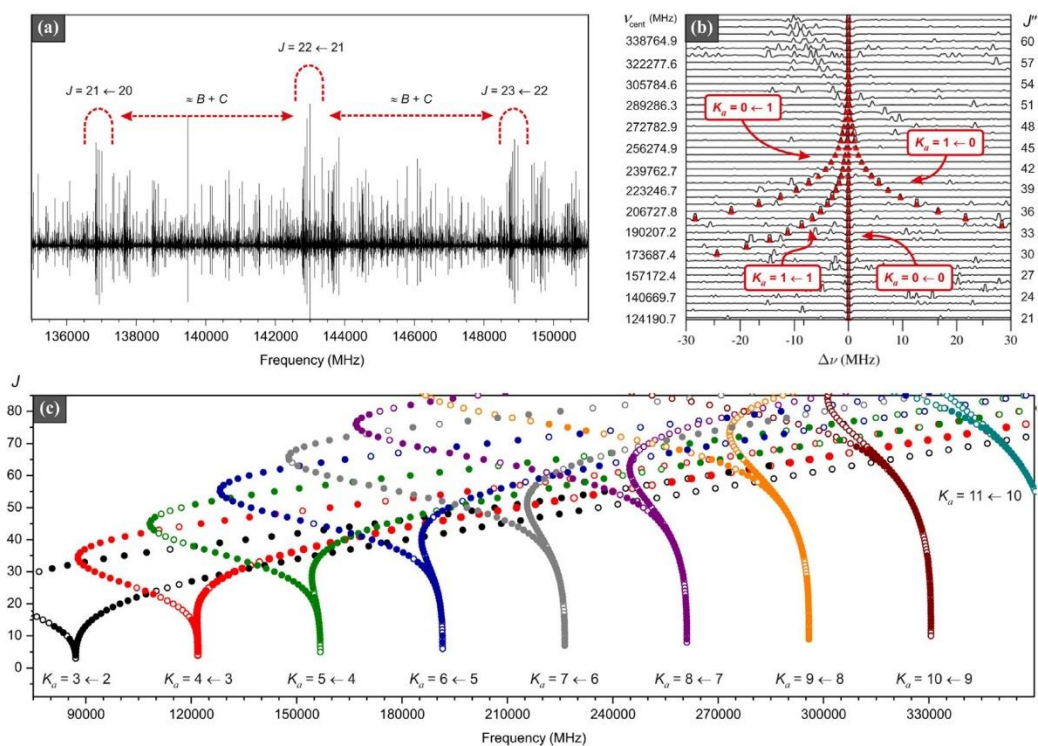 (a)
J = 22 ← 21
J = 21 ← 20
J = 23 ← 22
≈ B + C
≈ B + C
136000 138000 140000 142000 144000 146000 148000 150000
Frequency (MHz)
(b)
ν cent (MHz)
J"
338764.9 60
322277.6 57
305784.6 54
289286.3 51
272782.9 48
256274.9 45
239762.7 42
223246.7 39
206727.8 36
190207.2 33
173687.4 30
157172.4 27
140669.7 24
124190.7 21
Ka = 0 ← 1
Ka = 1 ← 0
Ka = 1 ← 1
Ka = 0 ← 0
-30 -20 -10 0 10 20 30
Δν (MHz)
J
(c)
80
70
60
50
40
30
20
10
0
Ka = 11 ← 10
Ka = 3 ← 2
Ka = 4 ← 3
Ka = 5 ← 4
Ka = 6 ← 5
Ka = 7 ← 6
Ka = 8 ← 7
Ka = 9 ← 8
Ka = 10 ← 9
90000 120000 150000 180000 210000 240000 270000 300000 330000
Frequency (MHz)